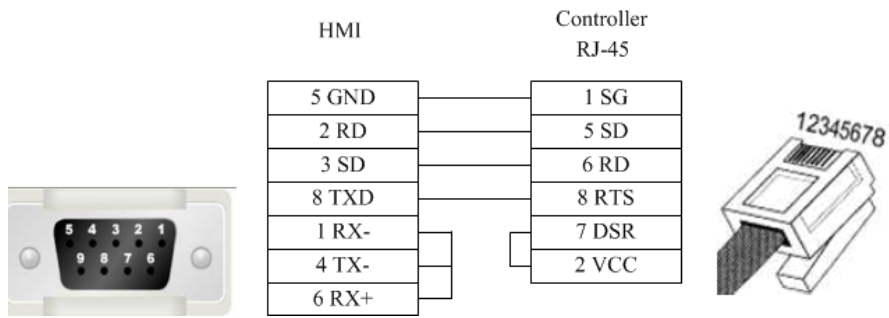 HMI
Controller
RJ-45
5 GND
1 SG
2 RD
5 SD
3 SD
6 RD
8 TXD
8 RTS
1 RX-
7 DSR
4 TX-
2 VCC
6 RX+
5 4 3 2 1
9 8 7 6
12345678